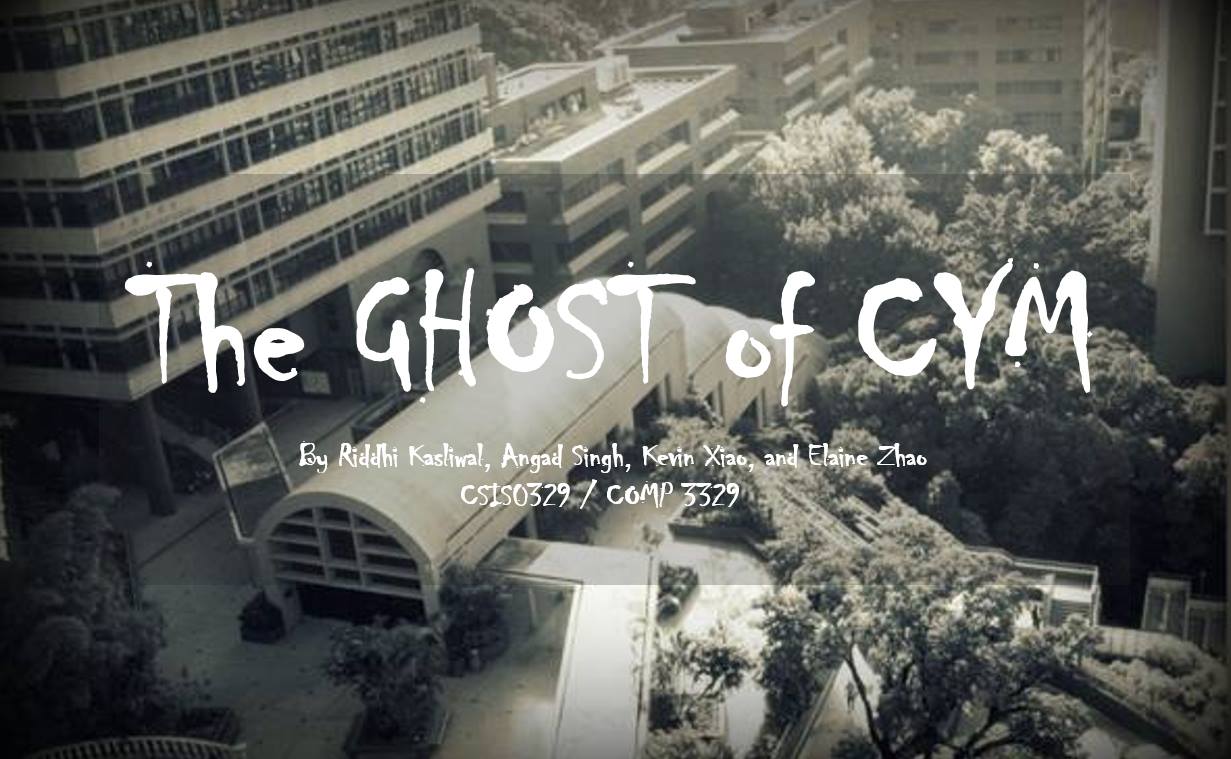 The GHOST of CYM
By Riddhi Kasliwal, Angad Singh, Kevin Xiao, and Elaine Zhao
CSIS0329 / COMP 3329